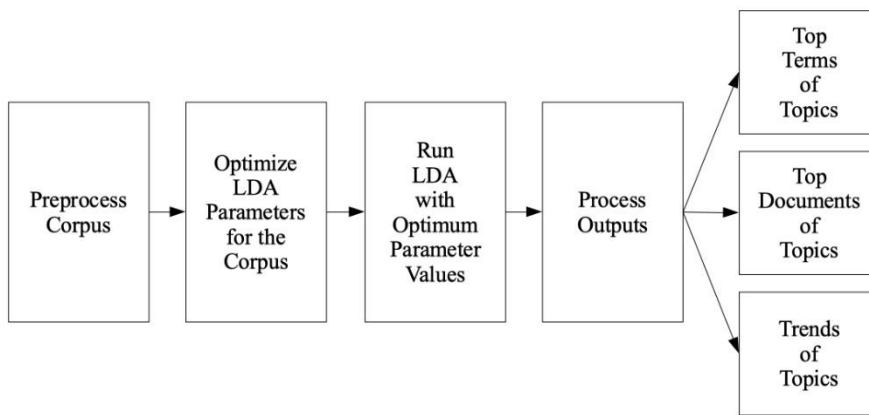 Preprocess
Corpus
Optimize
LDA
Parameters
for the
Corpus
Run
LDA
with
Optimum
Parameter
Values
Process
Outputs
Top
Terms
of
Topics
Top
Documents
of
Topics
Trends
of
Topics